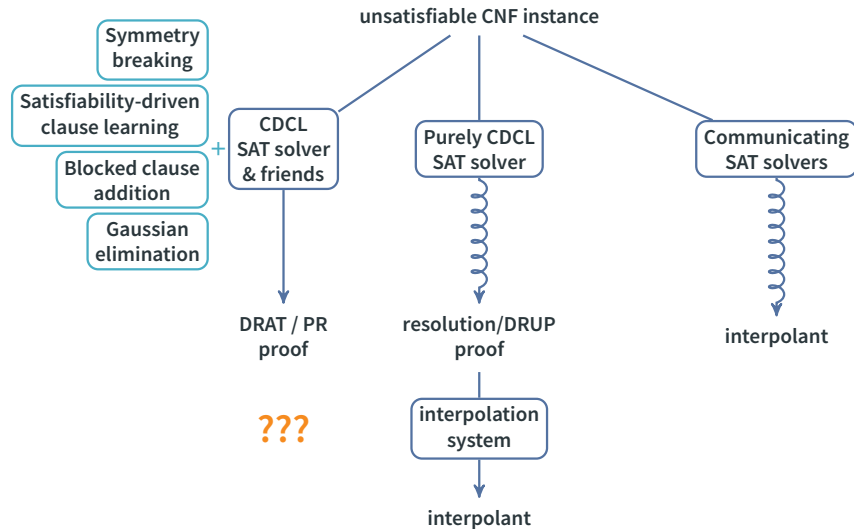 unsatisfiable CNF instance
Symmetry
breaking
Satisfiability-driven
clause learning
Blocked clause
addition
Gaussian
elimination
+
CDCL
SAT solver
& friends
Purely CDCL
SAT solver
Communicating
SAT solvers
DRAT / PR
proof
resolution/DRUP
proof
interpolant
???
interpolation
system
interpolant